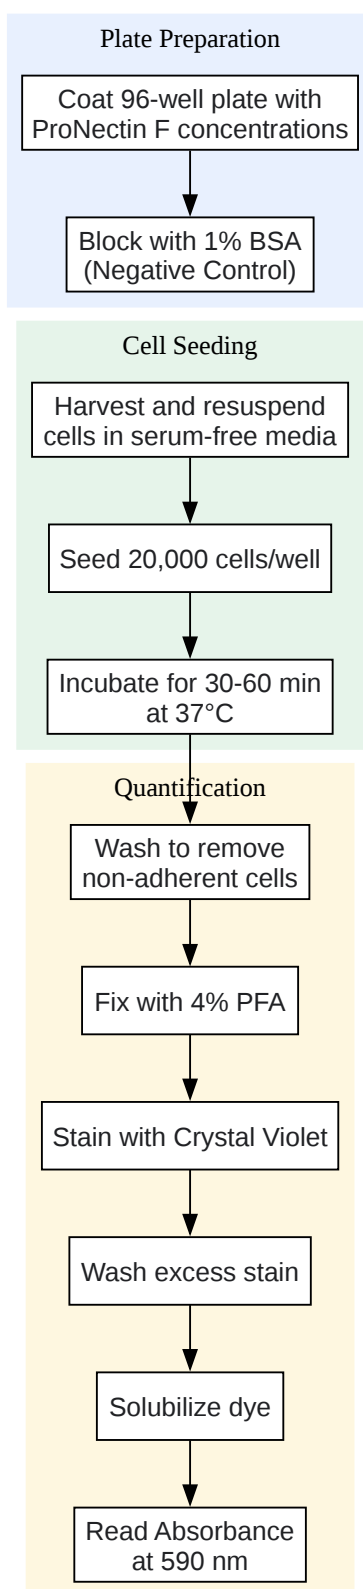 Plate Preparation
Coat 96-well plate with
ProNectin F concentrations
Block with 1% BSA
(Negative Control)
Cell Seeding
Harvest and resuspend
cells in serum-free media
Seed 20,000 cells/well
Incubate for 30-60 min
at 37°C
Quantification
Wash to remove
non-adherent cells
Fix with 4% PFA
Stain with Crystal Violet
Wash excess stain
Solubilize dye
Read Absorbance
at 590 nm